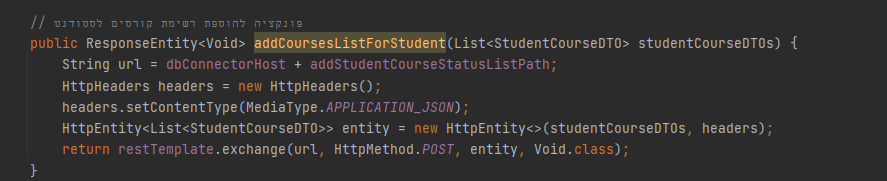 // פונקציה להוספת רשימת קורסים לסטודנט
public ResponseEntity<Void> addCoursesListForStudent(List<StudentCourseDTO> studentCourseDTOs) {
String url = dbConnectorHost + addStudentCourseStatusListPath;
HttpHeaders headers = new HttpHeaders();
headers.setContentType(MediaType.APPLICATION_JSON);
HttpEntity<List<StudentCourseDTO>> entity = new HttpEntity<>(studentCourseDTOs, headers);
return restTemplate.exchange(url, HttpMethod.POST, entity, Void.class);
}